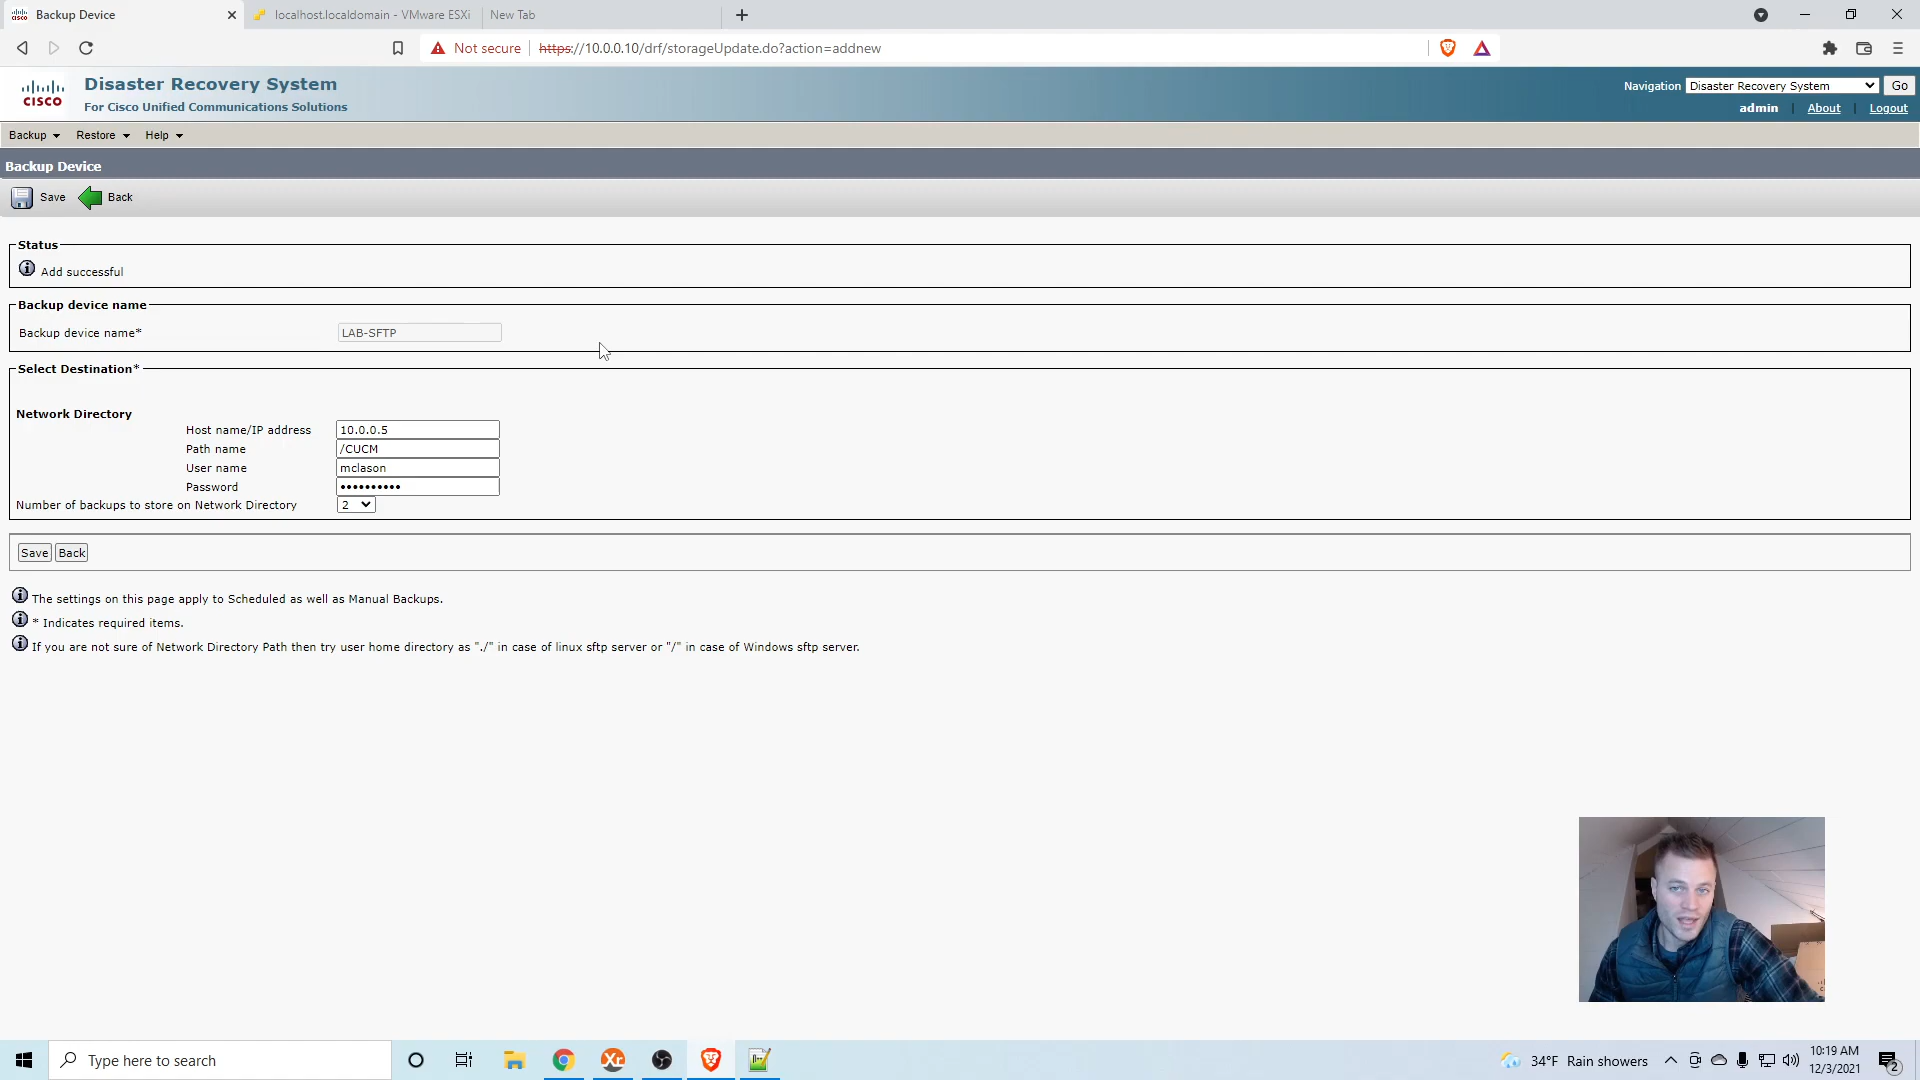 Backup Device
localhost.localdomain - VMware ESXi
New Tab
Not secure
https://10.0.0.10/drf/storageUpdate.do?action=addnew
CISCO
Disaster Recovery System
For Cisco Unified Communications Solutions
Navigation Disaster Recovery System Go
admin | About | Logout
Backup Restore Help
Backup Device
Save Back
Status
Add successful
Backup device name
Backup device name* LAB-SFTP
Select Destination*
Network Directory
Host name/IP address 10.0.0.5
Path name /CUCM
User name mclason
Password ••••••••••
Number of backups to store on Network Directory 2
Save Back
The settings on this page apply to Scheduled as well as Manual Backups.
* Indicates required items.
If you are not sure of Network Directory Path then try user home directory as "./" in case of linux sftp server or "/" in case of Windows sftp server.
Type here to search
Xr
34°F Rain showers
10:19 AM
12/3/2021
2